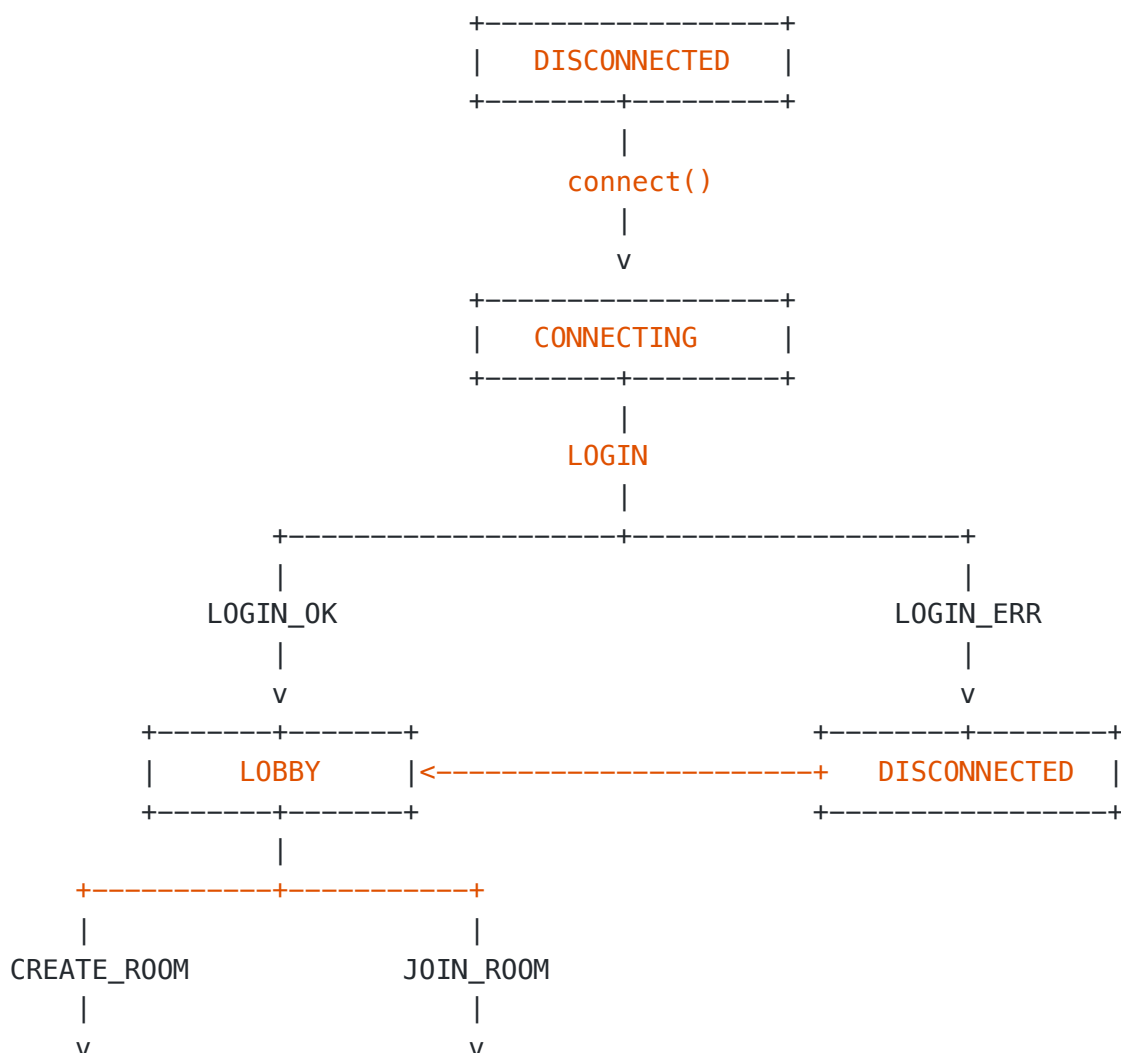 +-----------------+
|   DISCONNECTED   |
+--------+---------+
|
connect()
|
v
+-----------------+
|   CONNECTING     |
+--------+---------+
|
LOGIN
|
+--------------------+--------------------+
|                                         |
LOGIN_OK                                  LOGIN_ERR
|                                         |
v                                         v
+-------+-------+                        +--------+--------+
|     LOBBY     |<-----------------------+   DISCONNECTED  |
+-------+-------+                        +-----------------+
|
+-----------+-----------+
|                       |
CREATE_ROOM             JOIN_ROOM
|                       |
v                       v